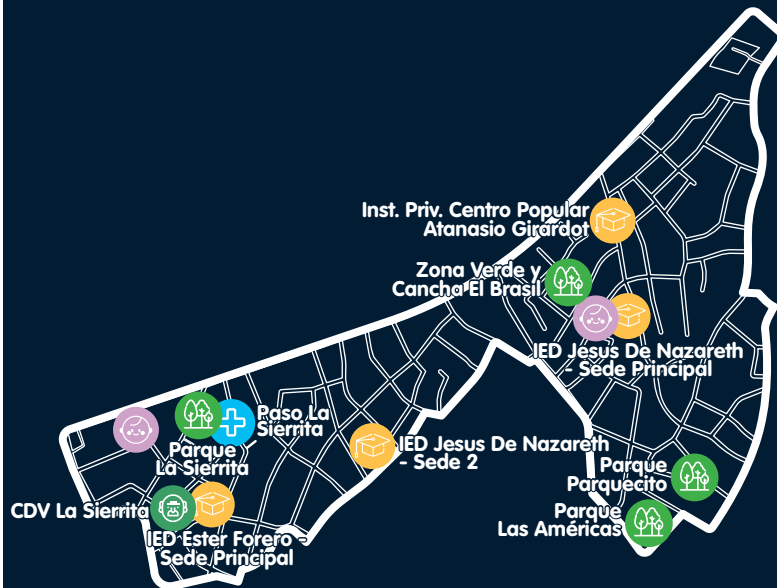 Inst. Priv. Centro Popular
Atanasio Girardot
Zona Verde y
Cancha El Brasil
IED Jesus De Nazareth
- Sede Principal
Paso La
Sierrita
Parque
La Sierrita
IED Jesus De Nazareth
- Sede 2
Parque
Parquecito
Parque
Las Américas
CDV La Sierrita
IED Ester Forero -
Sede Principal